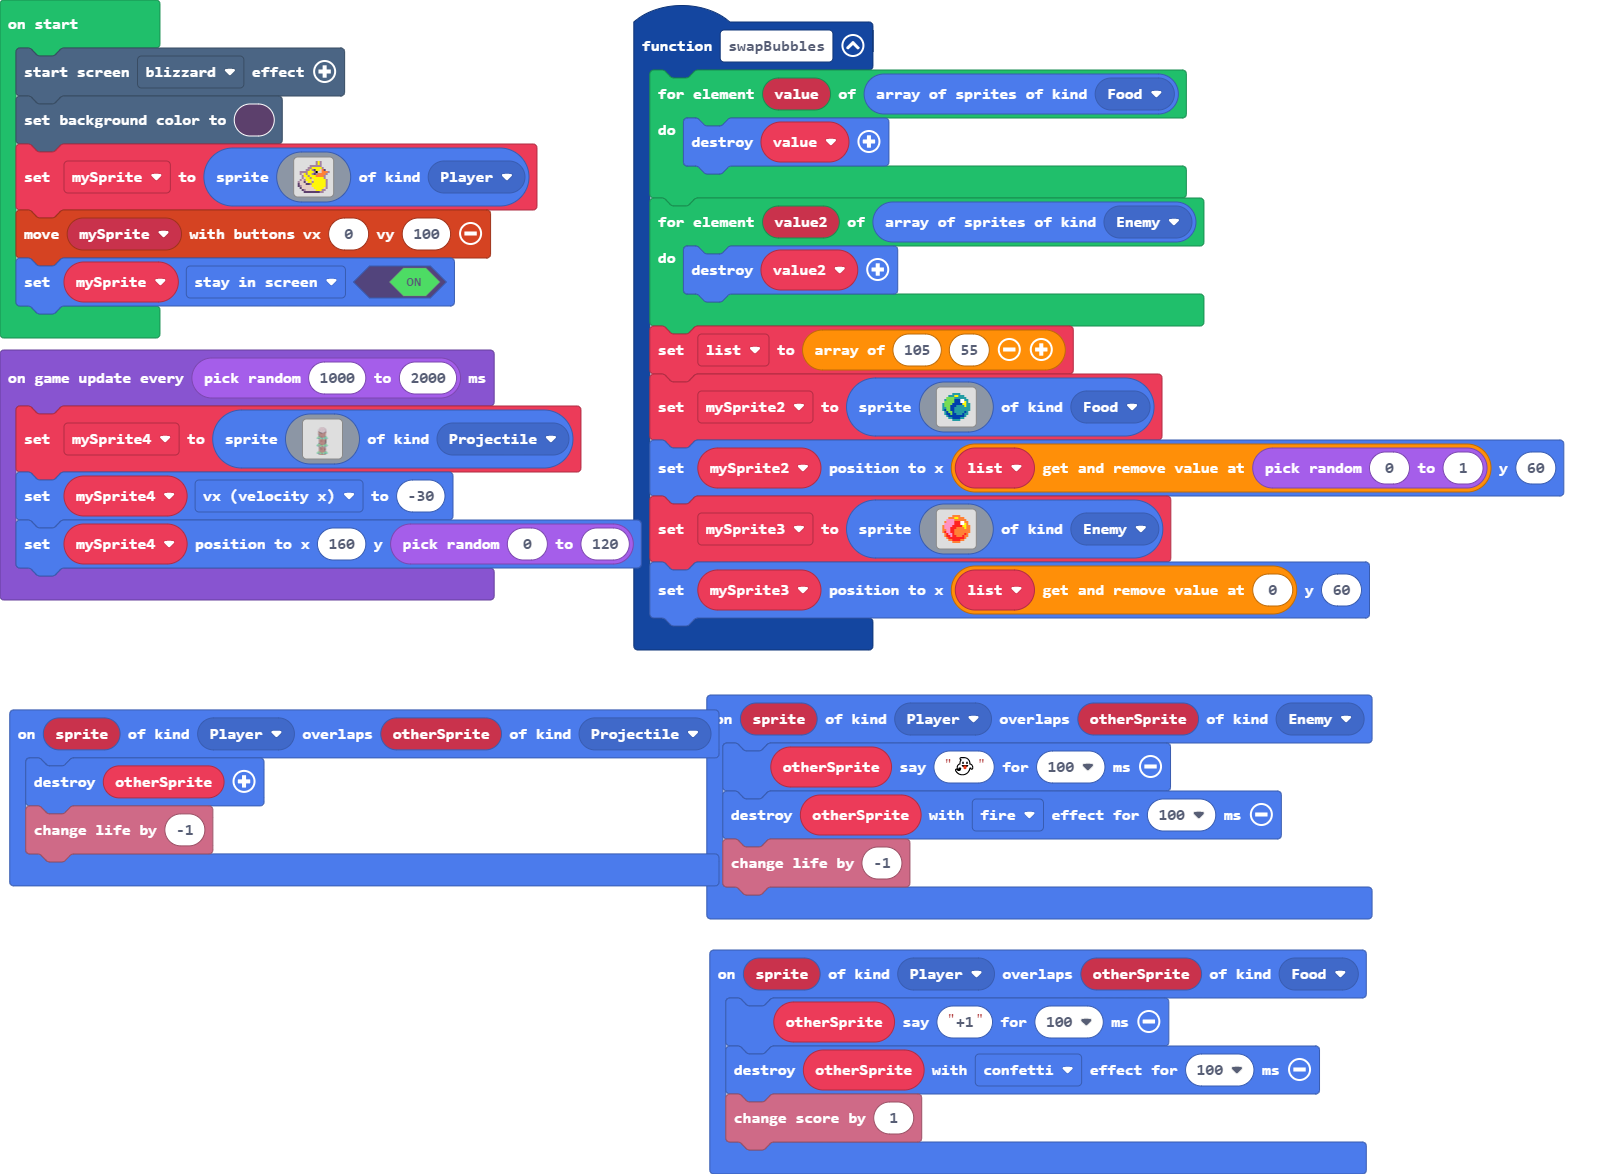 on start
start screen blizzard effect
set background color to
set mySprite to sprite of kind Player
move mySprite with buttons vx 0 vy 100
set mySprite stay in screen ON
on game update every pick random 1000 to 2000 ms
set mySprite4 to sprite of kind Projectile
set mySprite4 vx (velocity x) to -30
set mySprite4 position to x 160 y pick random 0 to 120
function swapBubbles
for element value of array of sprites of kind Food
do
destroy value
for element value2 of array of sprites of kind Enemy
do
destroy value2
set list to array of 105 55
set mySprite2 to sprite of kind Food
set mySprite2 position to x list get and remove value at pick random 0 to 1 y 60
set mySprite3 to sprite of kind Enemy
set mySprite3 position to x list get and remove value at 0 y 60
on sprite of kind Player overlaps otherSprite of kind Projectile
destroy otherSprite
change life by -1
on sprite of kind Player overlaps otherSprite of kind Enemy
otherSprite say "👻" for 100 ms
destroy otherSprite with fire effect for 100 ms
change life by -1
on sprite of kind Player overlaps otherSprite of kind Food
otherSprite say "+1" for 100 ms
destroy otherSprite with confetti effect for 100 ms
change score by 1